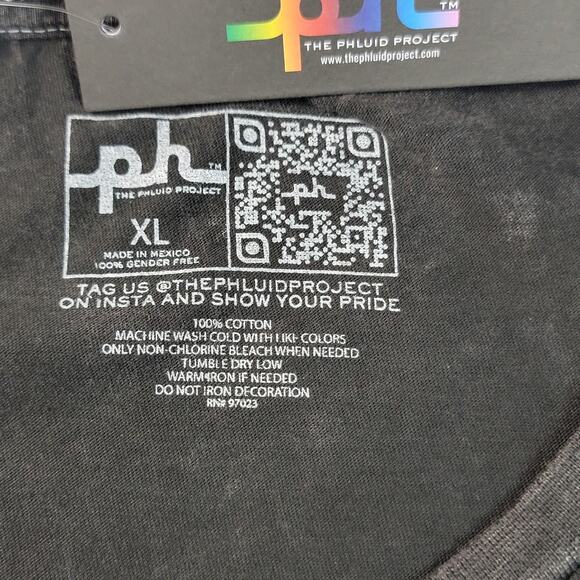 ph™
THE PHLUID PROJECT
www.thephluidproject.com
ph™
THE PHLUID PROJECT
ph
XL
MADE IN MEXICO
100% GENDER FREE
TAG US @THEPHLUIDPROJECT
ON INSTA AND SHOW YOUR PRIDE
100% COTTON
MACHINE WASH COLD WITH LIKE COLORS
ONLY NON-CHLORINE BLEACH WHEN NEEDED
TUMBLE DRY LOW
WARM IRON IF NEEDED
DO NOT IRON DECORATION
RN# 97023